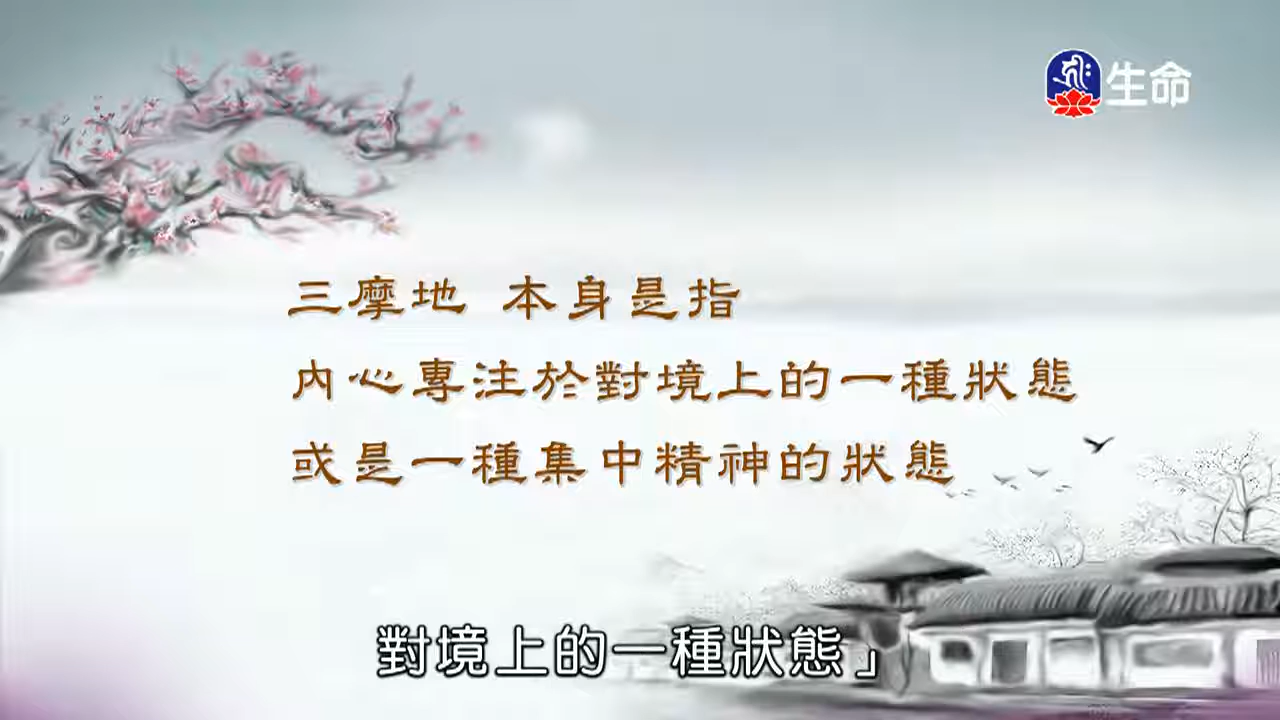 生命
三摩地 本身是指
內心專注於對境上的一種狀態
或是一種集中精神的狀態
對境上的一種狀態」